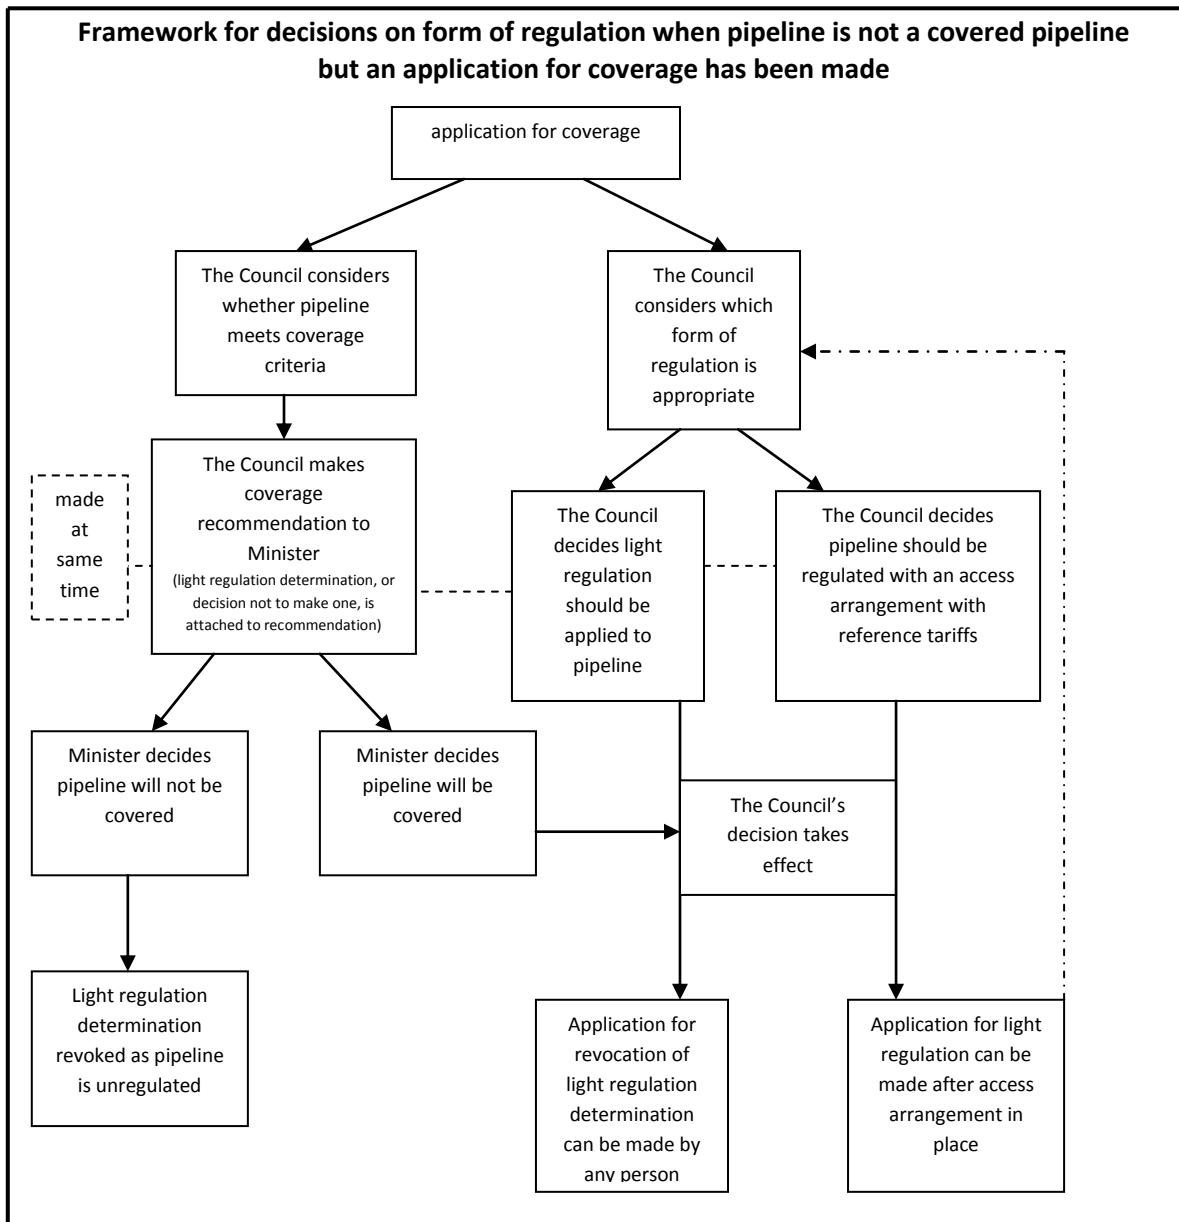 Framework for decisions on form of regulation when pipeline is not a covered pipeline
but an application for coverage has been made
application for coverage
The Council considers
whether pipeline
meets coverage
criteria
The Council
considers which
form of
regulation is
appropriate
made
at
same
time
The Council makes
coverage
recommendation to
Minister
(light regulation determination, or
decision not to make one, is
attached to recommendation)
The Council
decides light
regulation
should be
applied to
pipeline
The Council decides
pipeline should be
regulated with an access
arrangement with
reference tariffs
Minister decides
pipeline will not be
covered
Minister decides
pipeline will be
covered
The Council’s
decision takes
effect
Light regulation
determination
revoked as pipeline
is unregulated
Application for
revocation of
light regulation
determination
can be made by
any person
Application for light
regulation can be
made after access
arrangement in
place